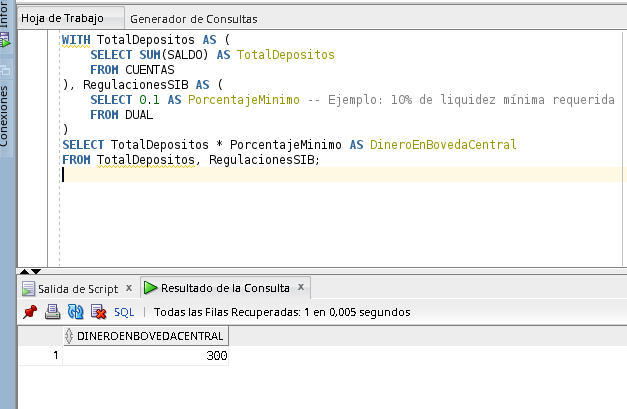 Infor
Conexiones
Hoja de Trabajo Generador de Consultas
WITH TotalDepositos AS (
SELECT SUM(SALDO) AS TotalDepositos
FROM CUENTAS
), RegulacionesSIB AS (
SELECT 0.1 AS PorcentajeMinimo -- Ejemplo: 10% de liquidez mínima requerida
FROM DUAL
)
SELECT TotalDepositos * PorcentajeMinimo AS DineroEnBovedaCentral
FROM TotalDepositos, RegulacionesSIB;
Salida de Script x Resultado de la Consulta x
SQL | Todas las Filas Recuperadas: 1 en 0,005 segundos
DINEROENBOVEDACENTRAL
1 300